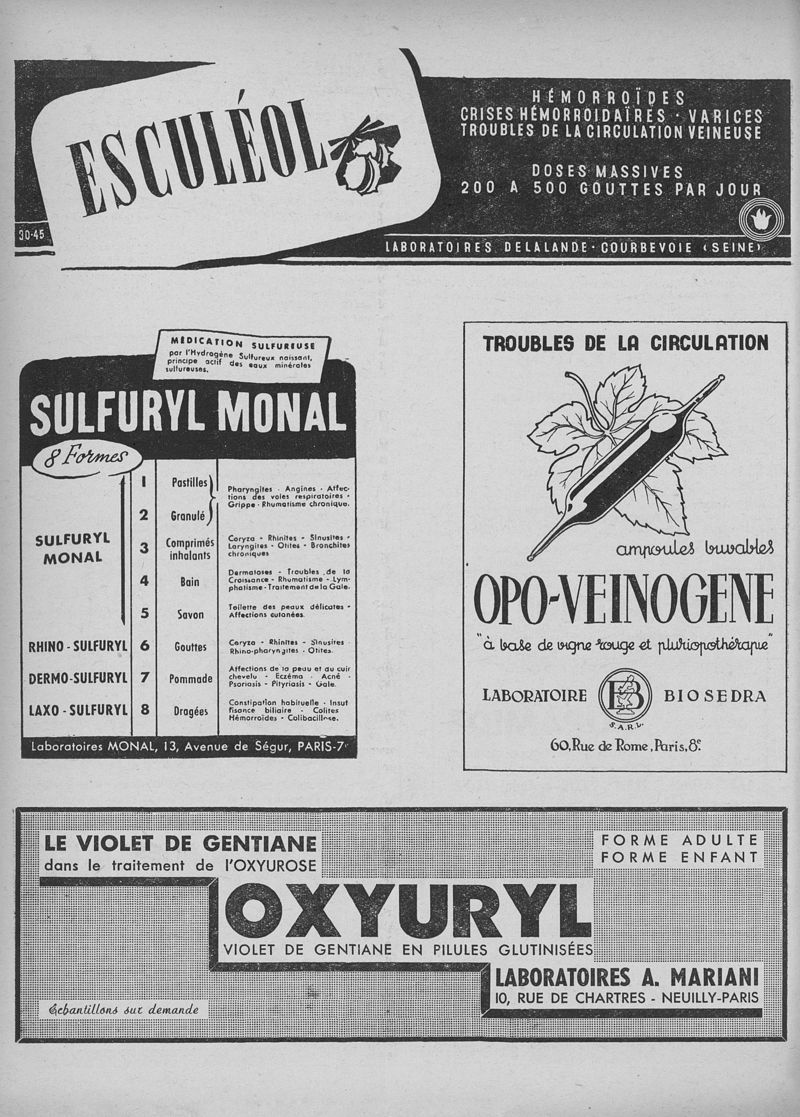 ESCULÉOL
30-45
HÉMORROÏDES
CRISES HÉMORROIDAÏRES · VARICES
TROUBLES DE LA CIRCULATION VEINEUSE
DOSES MASSIVES
200 A 500 GOUTTES PAR JOUR
LABORATOIRES DELALANDE · COURBEVOIE (SEINE)
MÉDICATION SULFUREUSE
par l'Hydrogène Sulfureux naissant,
principe actif des eaux minérales
sulfureuses.
SULFURYL MONAL
8 Formes
SULFURYL
MONAL
1 Pastilles
2 Granulé
Pharyngites - Angines - Affec-
tions des voies respiratoires -
Grippe - Rhumatisme chronique.
3 Comprimés
inhalants
Coryza - Rhinites - Sinusites -
Laryngites - Otites - Bronchites
chroniques
4 Bain
Dermatoses - Troubles de la
Croissance - Rhumatisme - Lym-
phatisme - Traitement de la Gale.
5 Savon
Toilette des peaux délicates -
Affections cutanées.
RHINO - SULFURYL 6 Gouttes
Coryza - Rhinites - Sinusites -
Rhino-pharyngites - Otites.
DERMO-SULFURYL 7 Pommade
Affections de la peau et du cuir
chevelu - Eczéma - Acné -
Psoriasis - Pityriasis - Gale.
LAXO - SULFURYL 8 Dragées
Constipation habituelle - Insuf
fisance biliaire - Colites
Hémorroïdes - Colibacillose.
Laboratoires MONAL, 13, Avenue de Ségur, PARIS-7e
TROUBLES DE LA CIRCULATION
ampoules buvables
OPO-VEINOGENE
"à base de vigne rouge et pluriopothérapie"
LABORATOIRE B BIOSEDRA
S.A.R.L.
60, Rue de Rome, Paris, 8e
LE VIOLET DE GENTIANE
dans le traitement de l'OXYUROSE
FORME ADULTE
FORME ENFANT
OXYURYL
VIOLET DE GENTIANE EN PILULES GLUTINISÉES
LABORATOIRES A. MARIANI
10, RUE DE CHARTRES - NEUILLY-PARIS
Échantillons sur demande